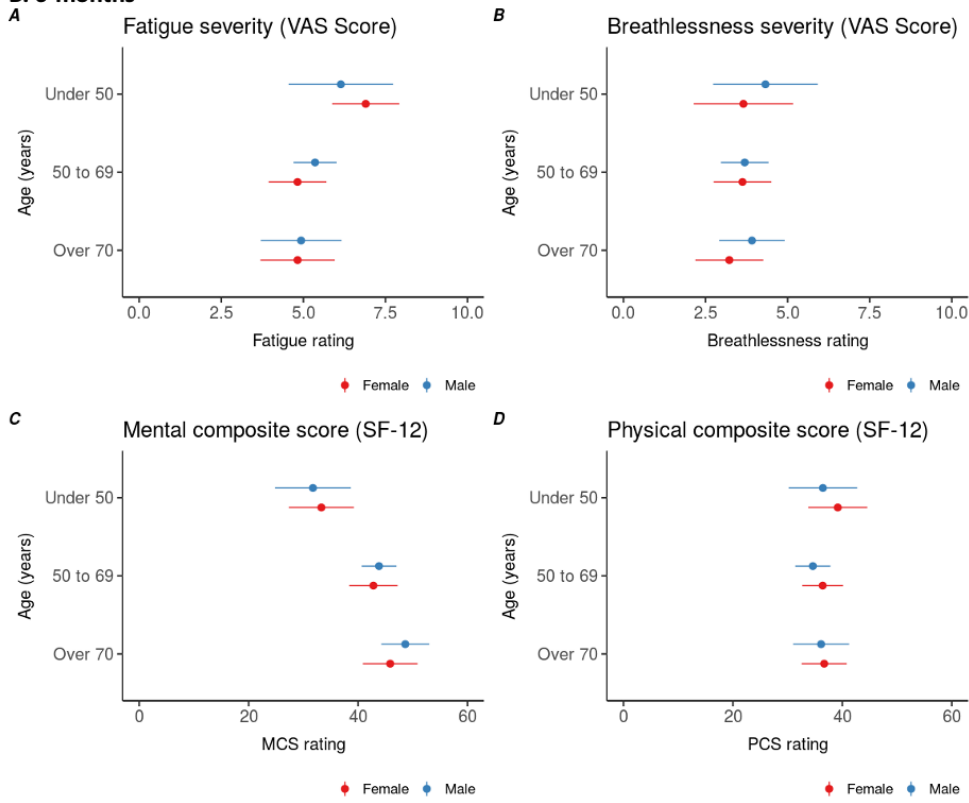 A
Fatigue severity (VAS Score)
Age (years)
Under 50
50 to 69
Over 70
0.0 2.5 5.0 7.5 10.0
Fatigue rating
Female Male
B
Breathlessness severity (VAS Score)
Age (years)
Under 50
50 to 69
Over 70
0.0 2.5 5.0 7.5 10.0
Breathlessness rating
Female Male
C
Mental composite score (SF-12)
Age (years)
Under 50
50 to 69
Over 70
0 20 40 60
MCS rating
Female Male
D
Physical composite score (SF-12)
Age (years)
Under 50
50 to 69
Over 70
0 20 40 60
PCS rating
Female Male